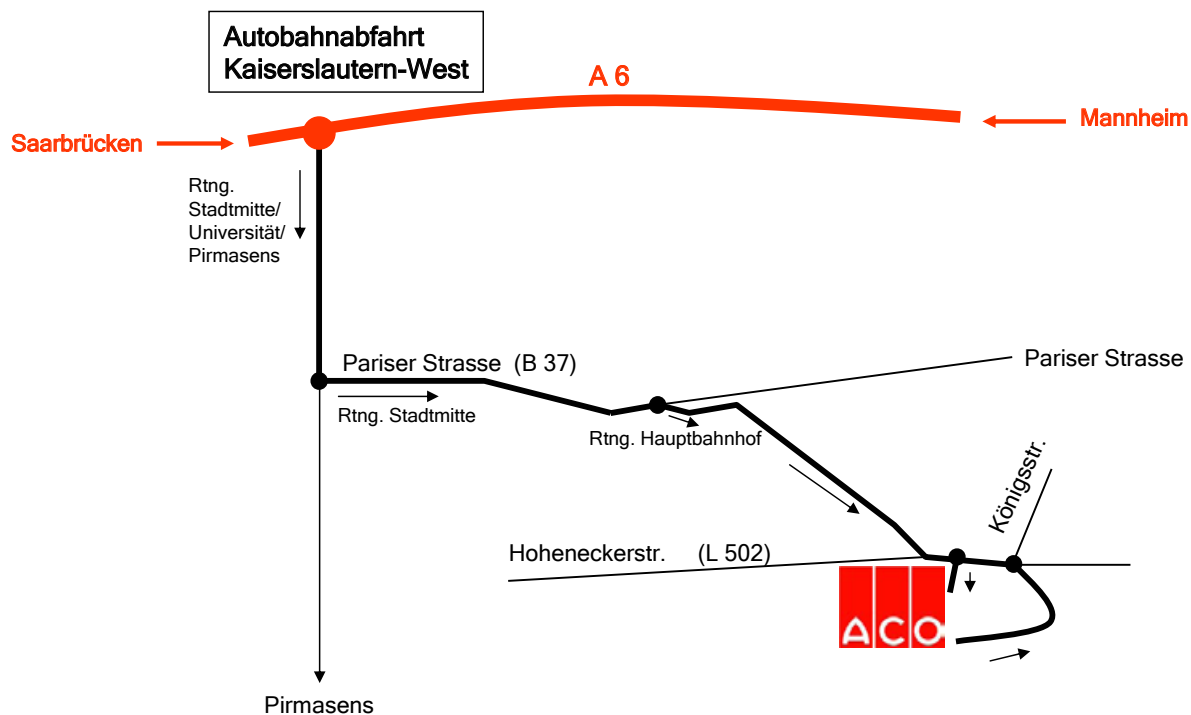 Autobahnabfahrt
Kaiserslautern-West
A 6
Mannheim
Saarbrücken
Rtng.
Stadtmitte/
Universität/
Pirmasens
Pariser Strasse (B 37)
Pariser Strasse
Rtng. Stadtmitte
Rtng. Hauptbahnhof
Königsstr.
Hoheneckerstr. (L 502)
ACO
Pirmasens